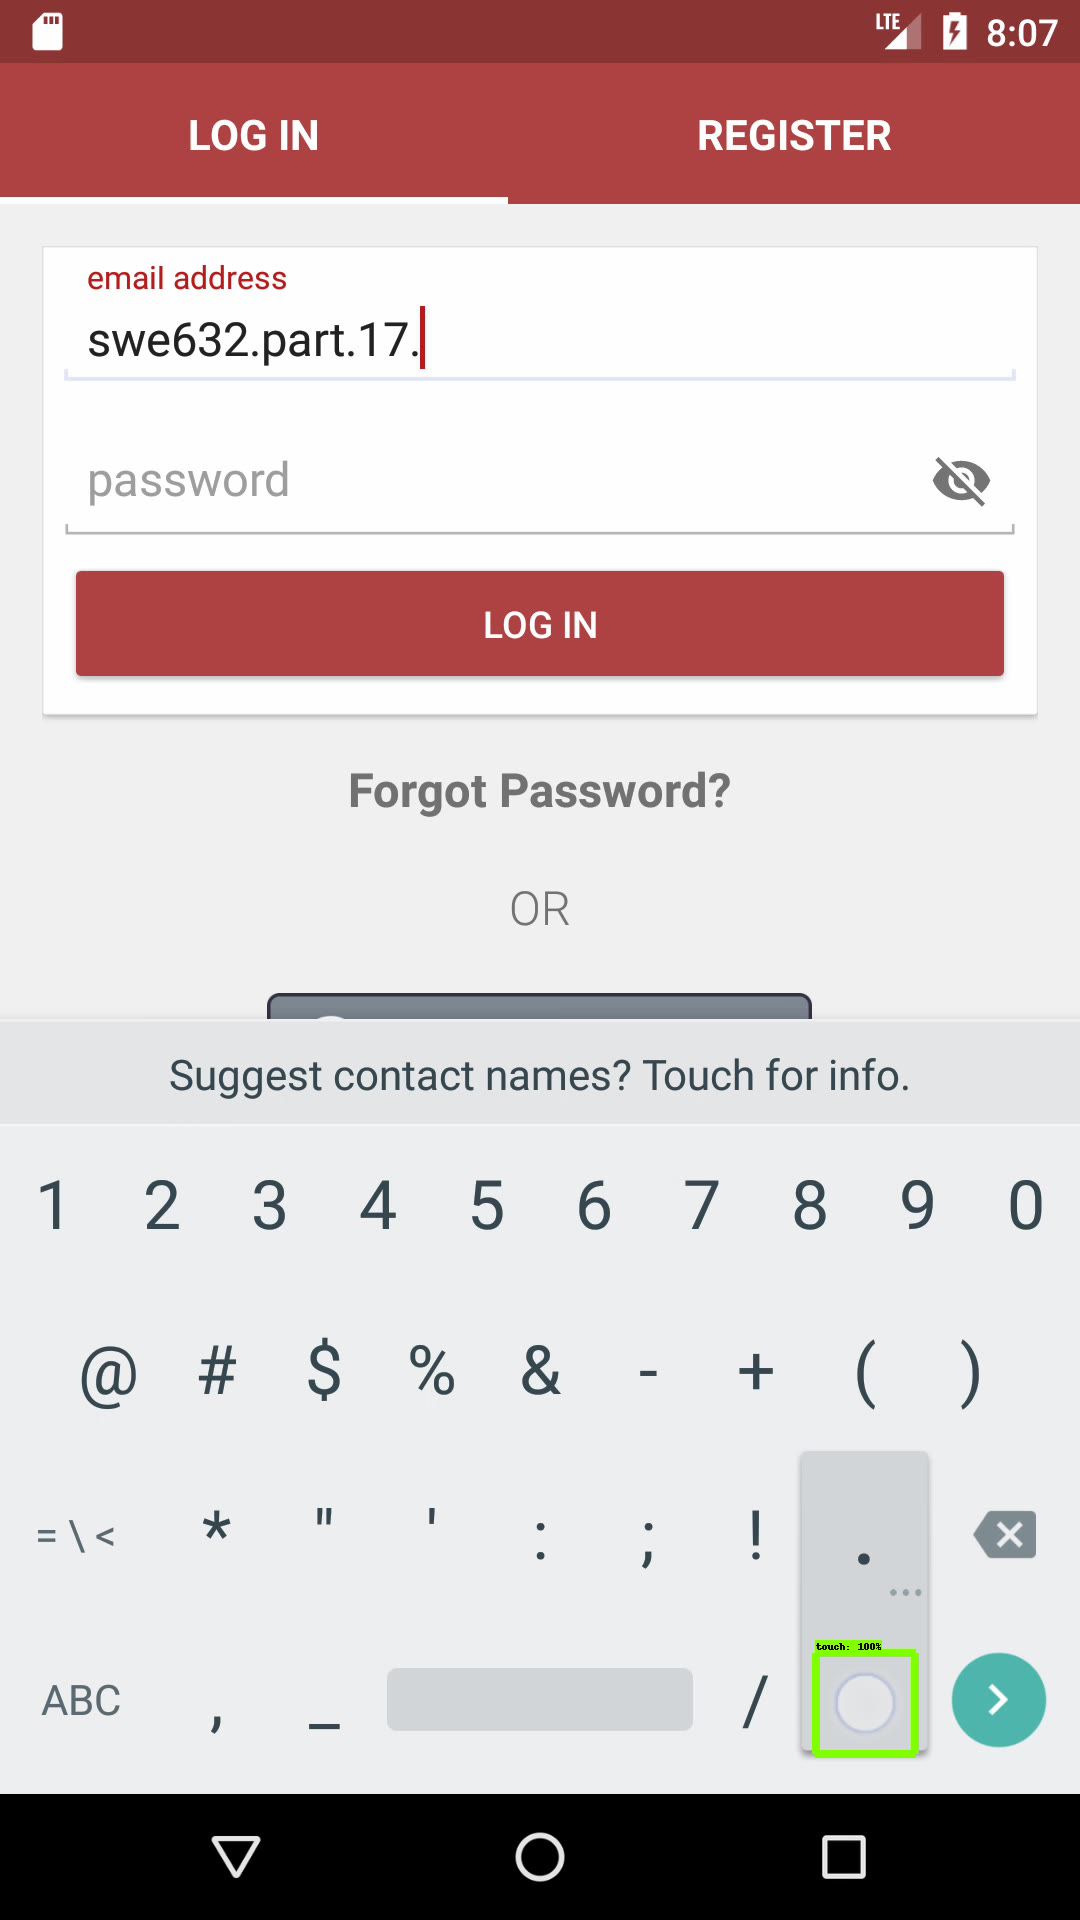 LTE 8:07
LOG IN REGISTER
email address
swe632.part.17.
password
LOG IN
Forgot Password?
OR
Suggest contact names? Touch for info.
1 2 3 4 5 6 7 8 9 0
@ # $ % & - + ( )
= \ < * " ' : ; ! .
...
touch: 100%
ABC , _ /